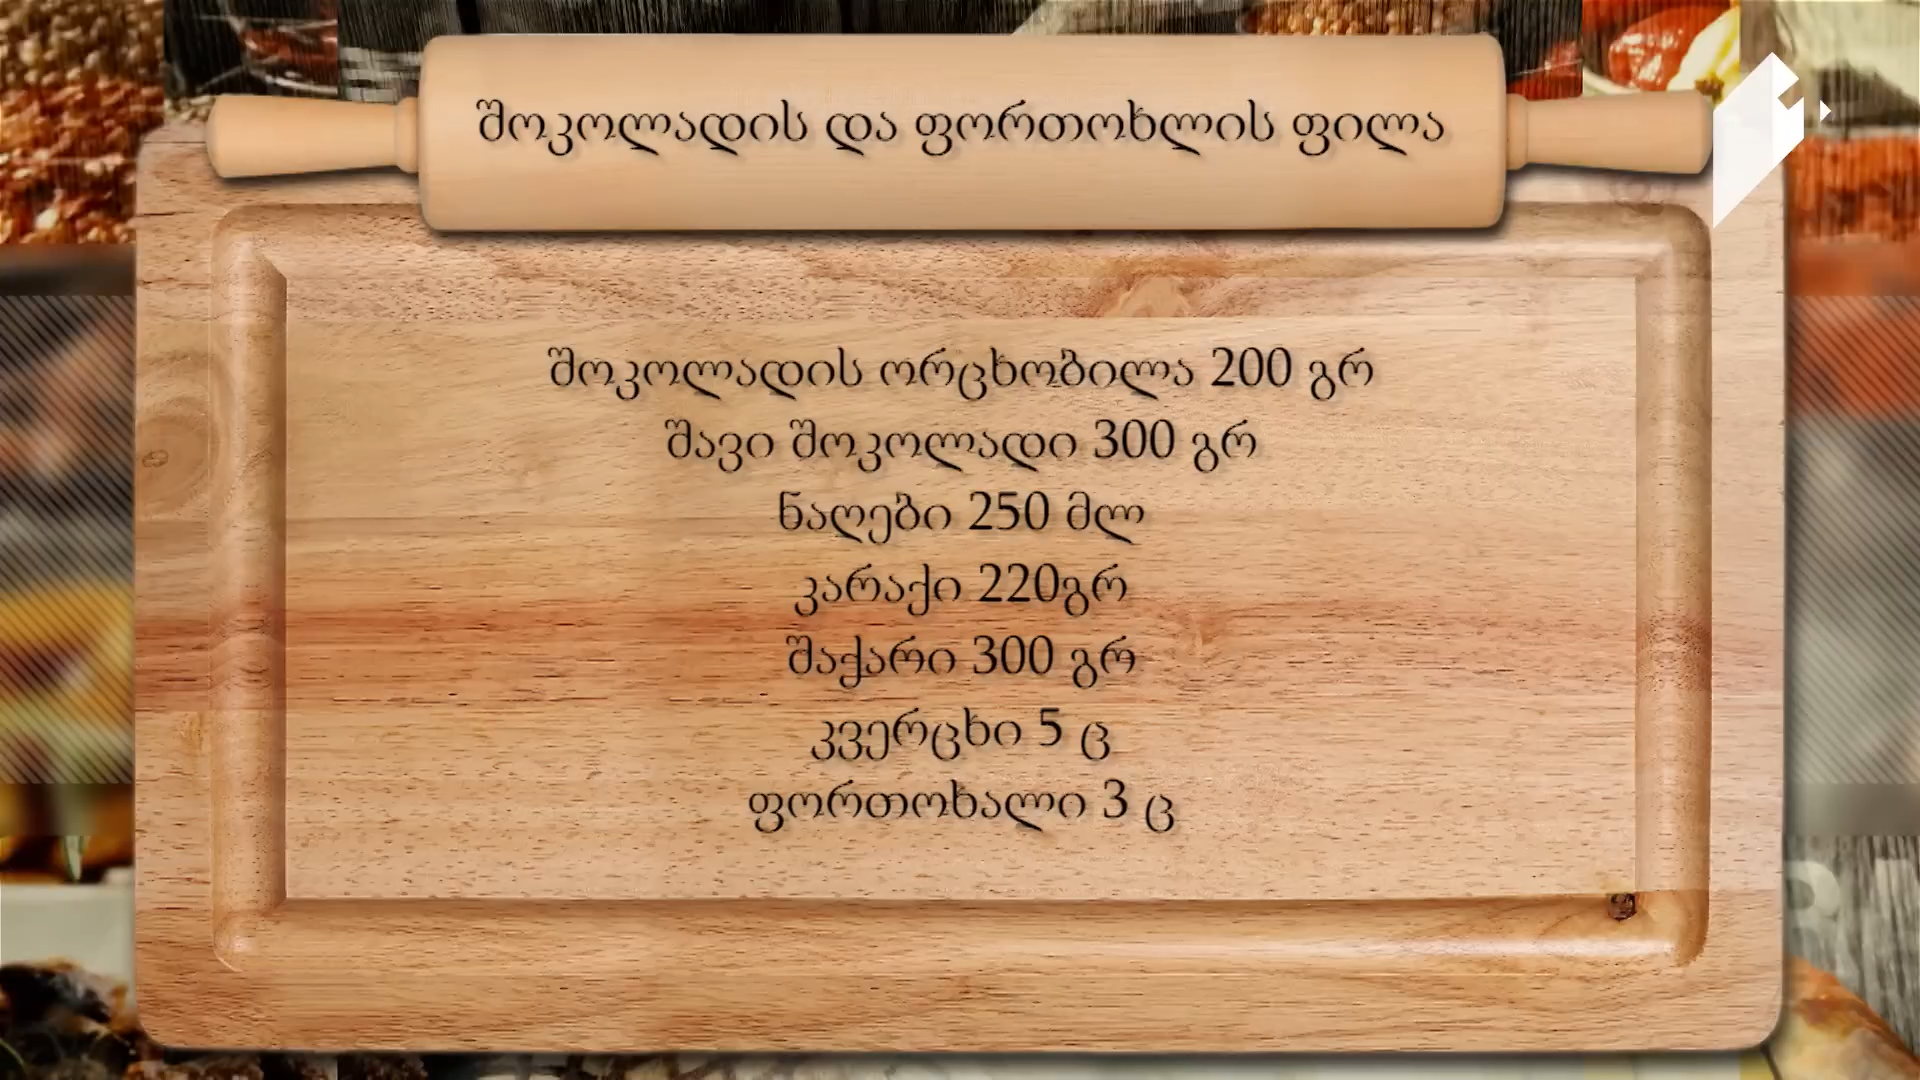 შოკოლადის და ფორთოხლის ფილა
შოკოლადის ორცხობილა 200 გრ
შავი შოკოლადი 300 გრ
ნაღები 250 მლ
კარაქი 220გრ
შაქარი 300 გრ
კვერცხი 5 ც
ფორთოხალი 3 ც